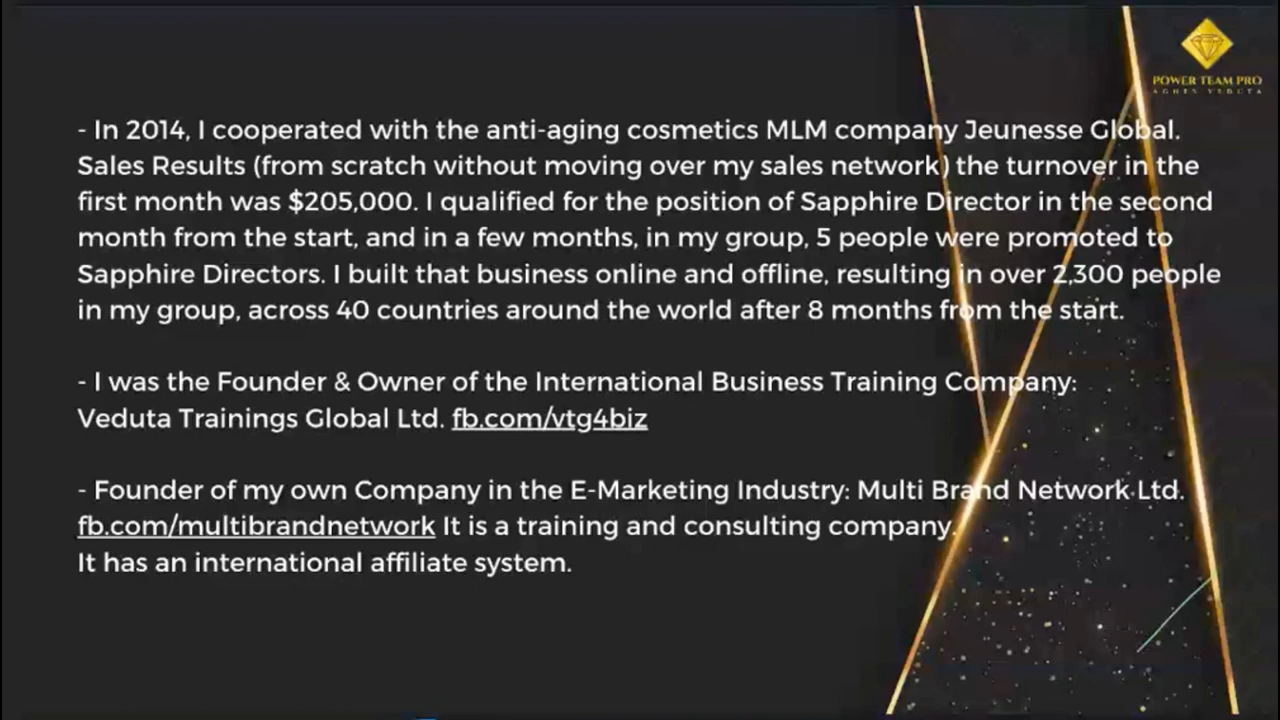 POWER TEAM PRO
AGNES VEDUTA
- In 2014, I cooperated with the anti-aging cosmetics MLM company Jeunesse Global.
Sales Results (from scratch without moving over my sales network) the turnover in the
first month was $205,000. I qualified for the position of Sapphire Director in the second
month from the start, and in a few months, in my group, 5 people were promoted to
Sapphire Directors. I built that business online and offline, resulting in over 2,300 people
in my group, across 40 countries around the world after 8 months from the start.
- I was the Founder & Owner of the International Business Training Company:
Veduta Trainings Global Ltd. fb.com/vtg4biz
- Founder of my own Company in the E-Marketing Industry: Multi Brand Network Ltd.
fb.com/multibrandnetwork It is a training and consulting company.
It has an international affiliate system.